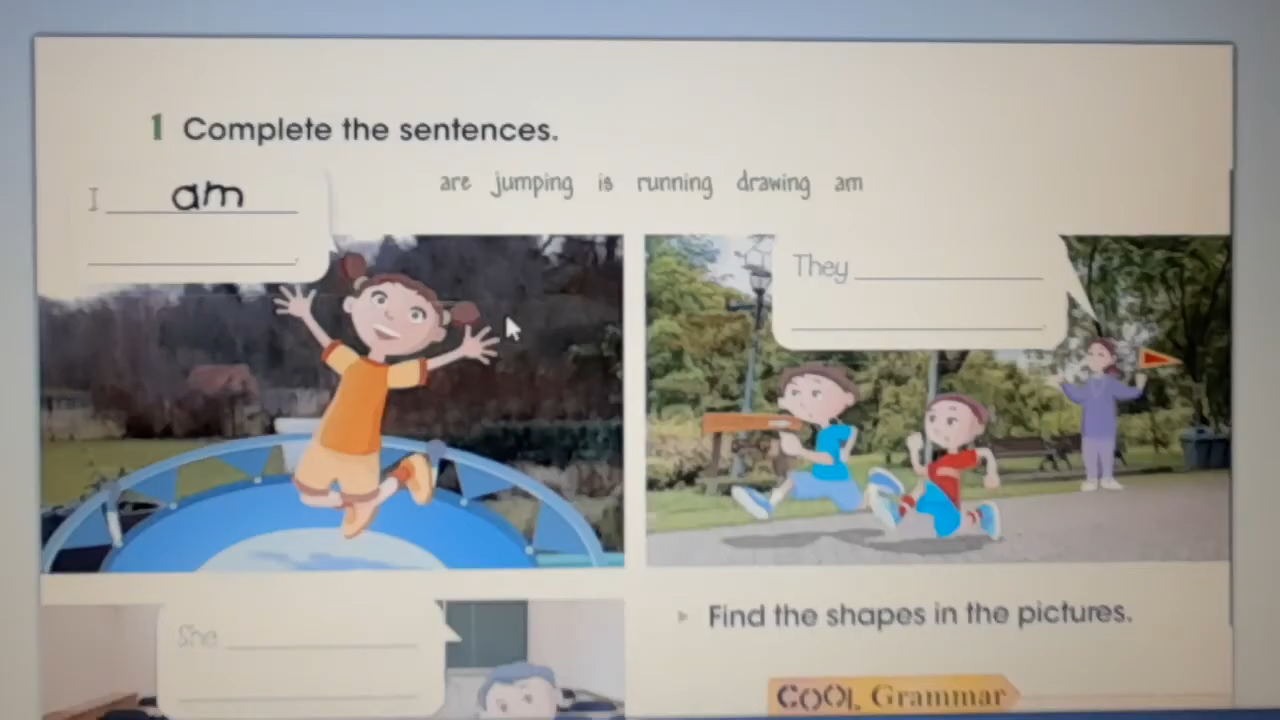 1 Complete the sentences.
are jumping is running drawing am
I am
They
She
Find the shapes in the pictures.
COOL Grammar